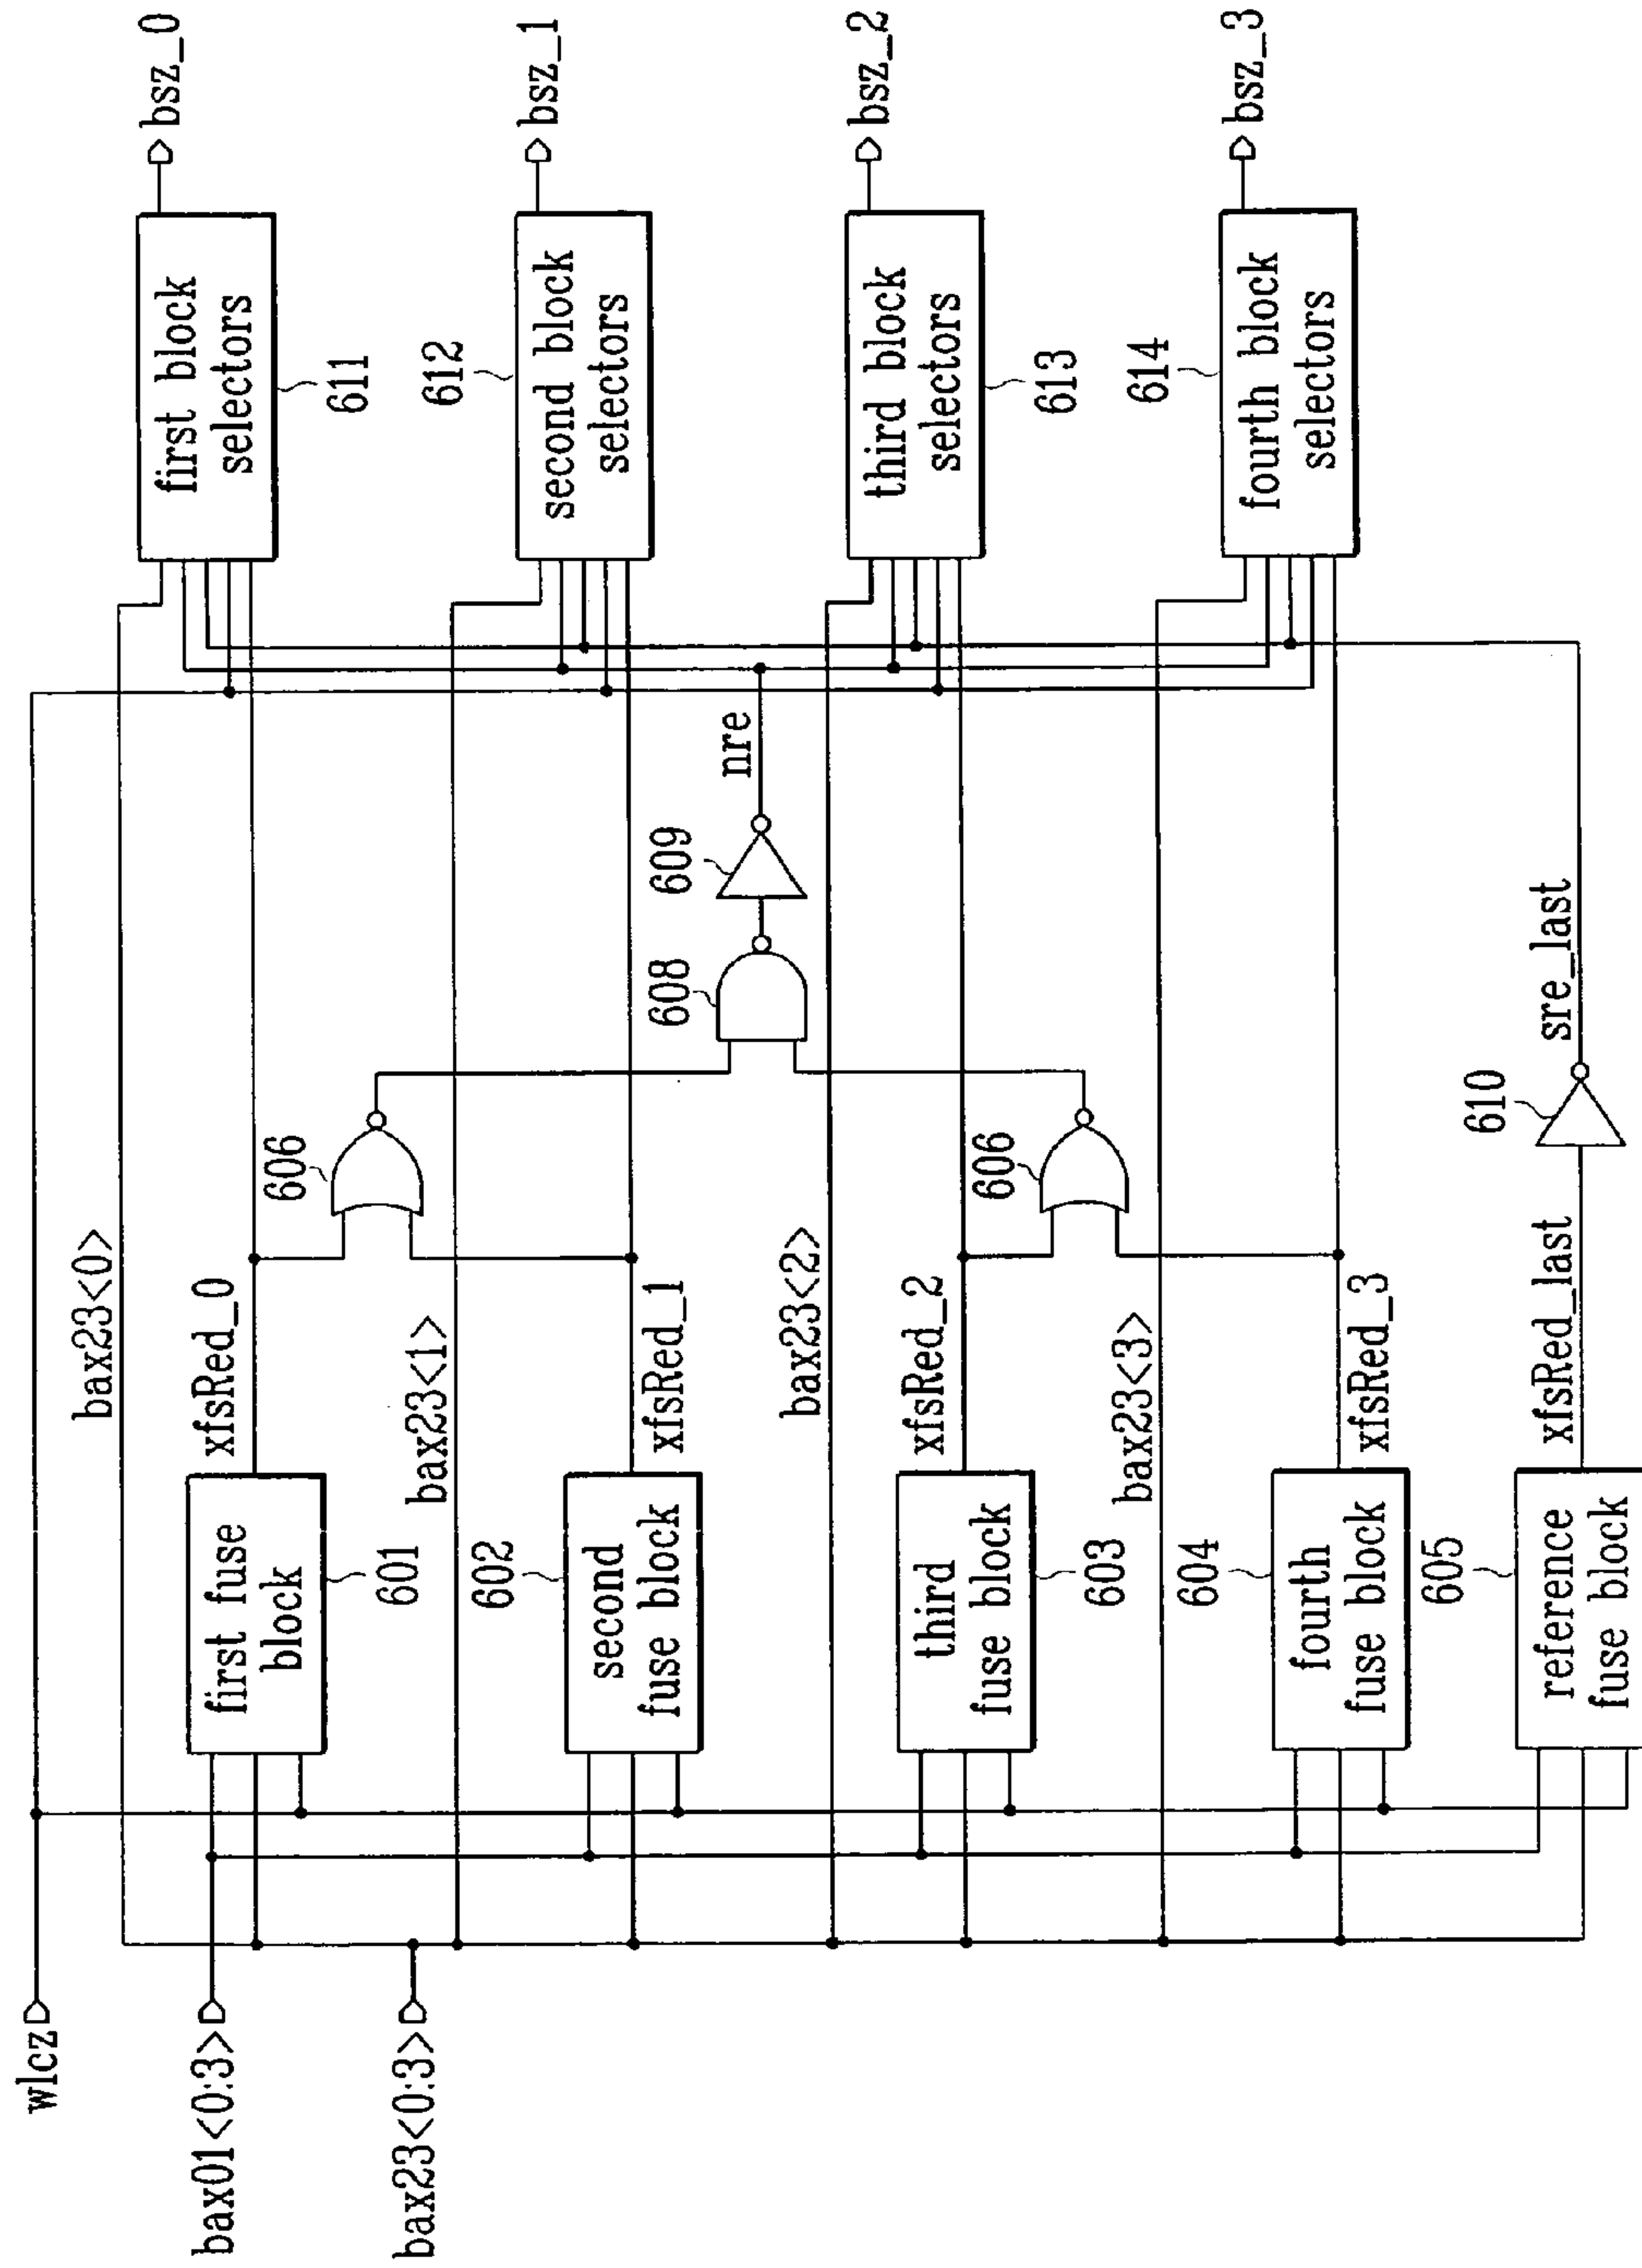 wlcz
bax01<0:3>
bax23<0:3>
bax23<0>
first fuse
block
601
xfsRed_0
606
first block
selectors
611
bsz_0
bax23<1>
second
fuse block
602
xfsRed_1
608
609
nre
second block
selectors
612
bsz_1
bax23<2>
third
fuse block
603
xfsRed_2
606
third block
selectors
613
bsz_2
bax23<3>
fourth
fuse block
604
xfsRed_3
fourth block
selectors
614
bsz_3
reference
fuse block
605
xfsRed_last
610
sre_last